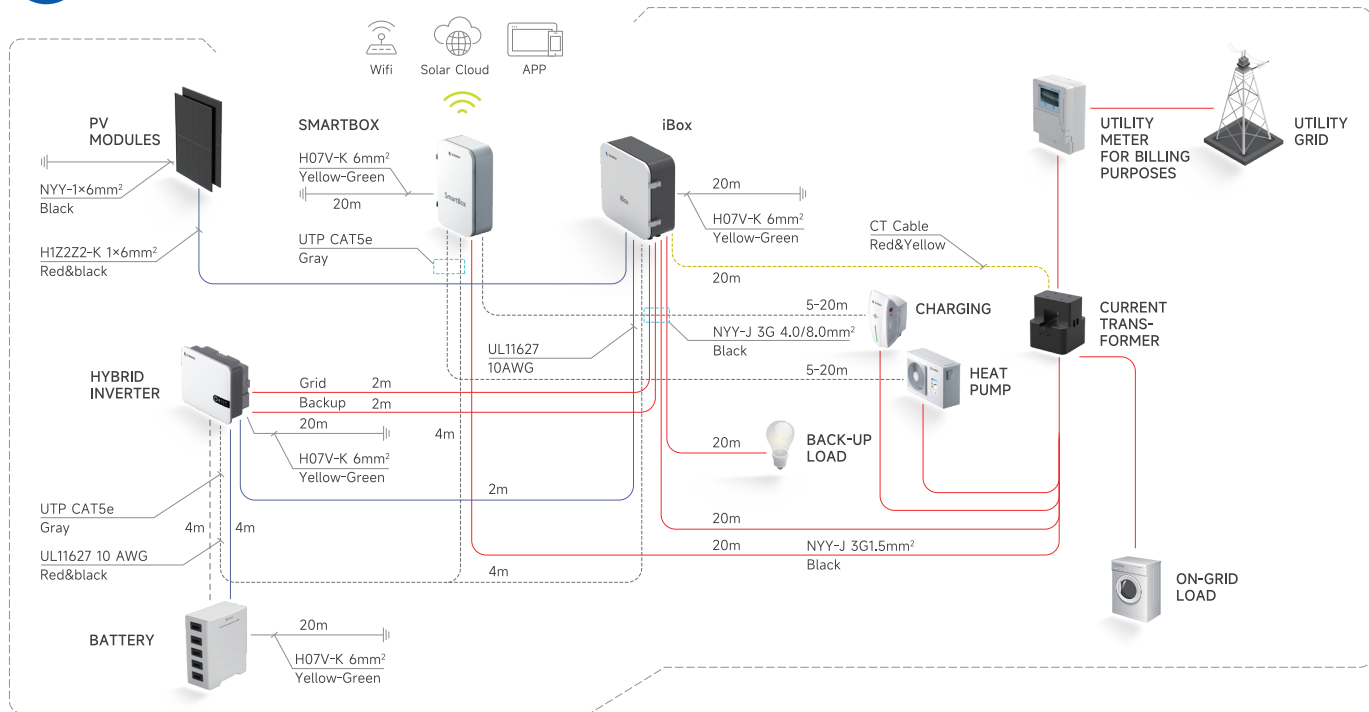 Wifi
Solar Cloud
APP
PV
MODULES
NYY-1×6mm²
Black
H1Z2Z2-K 1×6mm²
Red&black
SMARTBOX
H07V-K 6mm²
Yellow-Green
20m
SmartBox
UTP CAT5e
Gray
iBox
iBox
20m
H07V-K 6mm²
Yellow-Green
CT Cable
Red&Yellow
20m
UTILITY
METER
FOR BILLING
PURPOSES
UTILITY
GRID
5-20m
CHARGING
NYY-J 3G 4.0/8.0mm²
Black
UL11627
10AWG
5-20m
HEAT
PUMP
CURRENT
TRANS-
FORMER
HYBRID
INVERTER
Grid
2m
Backup
2m
20m
H07V-K 6mm²
Yellow-Green
4m
20m
BACK-UP
LOAD
2m
UTP CAT5e
Gray
4m
4m
UL11627 10 AWG
Red&black
4m
20m
20m
NYY-J 3G1.5mm²
Black
ON-GRID
LOAD
BATTERY
20m
H07V-K 6mm²
Yellow-Green